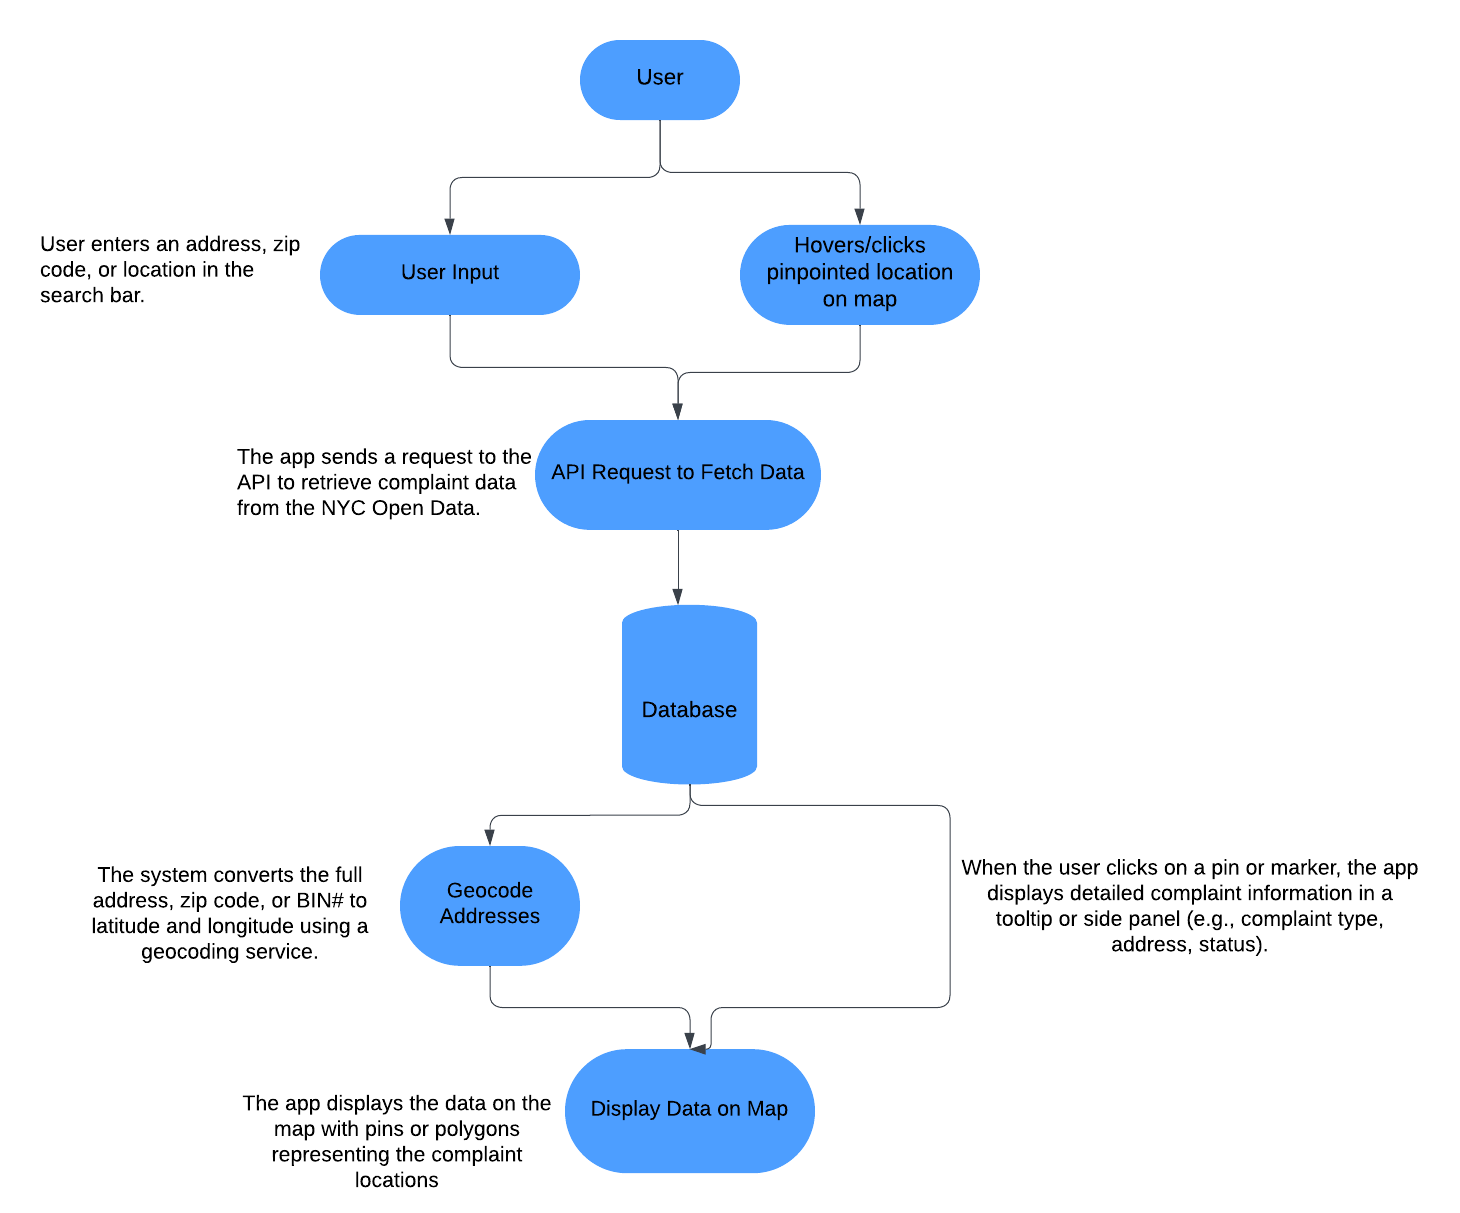 User
User enters an address, zip
code, or location in the
search bar.
User Input
Hovers/clicks
pinpointed location
on map
The app sends a request to the
API to retrieve complaint data
from the NYC Open Data.
API Request to Fetch Data
Database
The system converts the full
address, zip code, or BIN# to
latitude and longitude using a
geocoding service.
Geocode
Addresses
When the user clicks on a pin or marker, the app
displays detailed complaint information in a
tooltip or side panel (e.g., complaint type,
address, status).
The app displays the data on the
map with pins or polygons
representing the complaint
locations
Display Data on Map